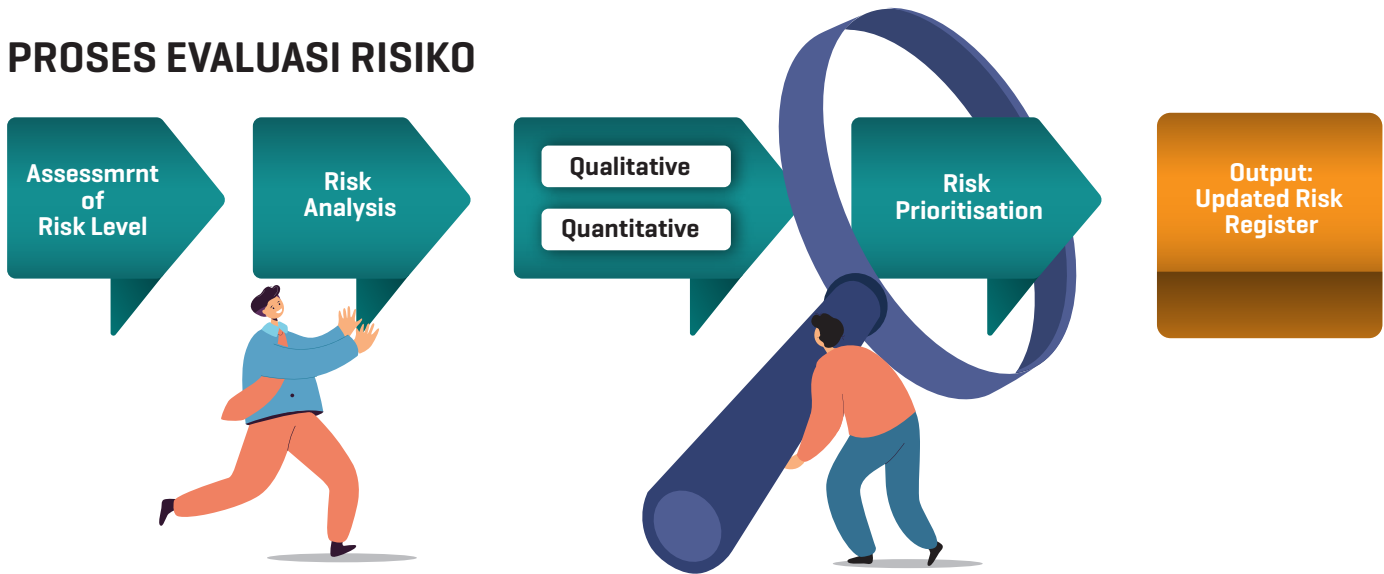 PROSES EVALUASI RISIKO
Assessmrnt
of
Risk Level
Risk
Analysis
Qualitative
Quantitative
Risk
Prioritisation
Output:
Updated Risk
Register